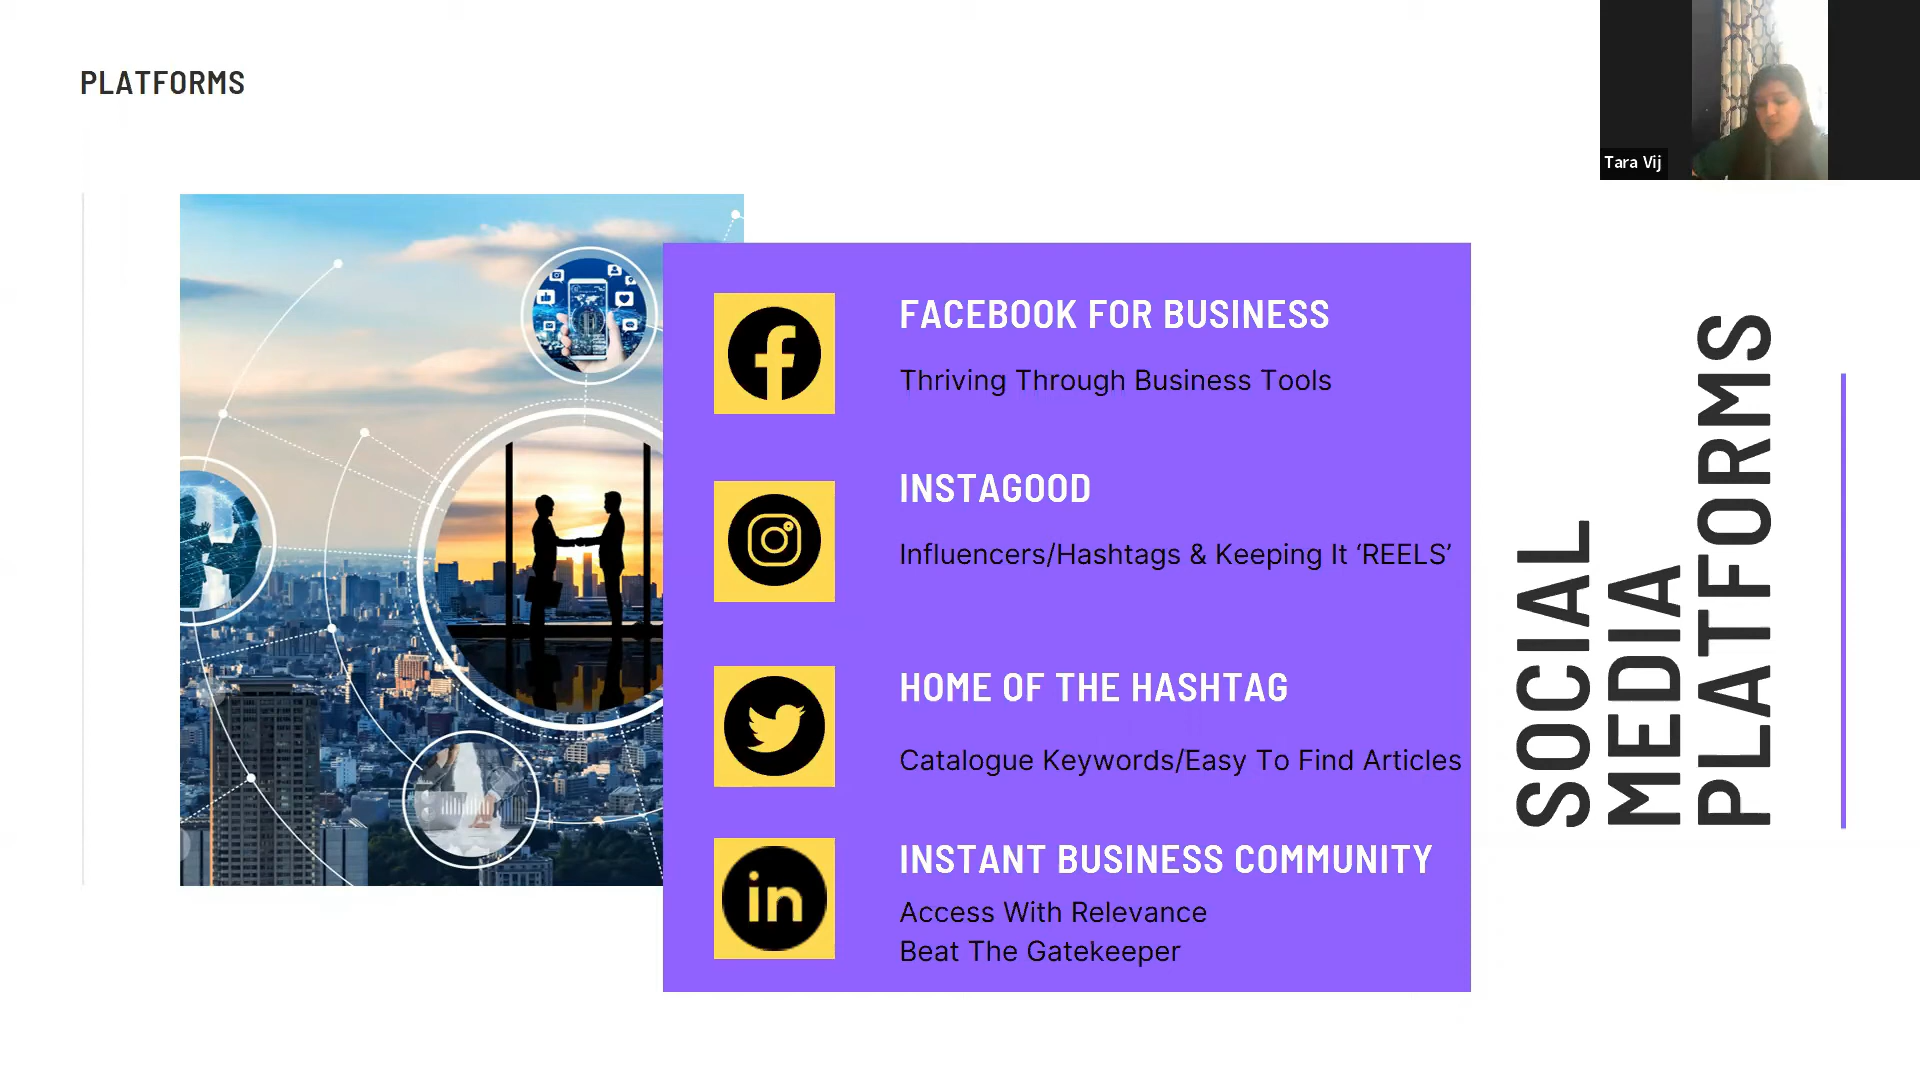 PLATFORMS
Tara Vij
FACEBOOK FOR BUSINESS
Thriving Through Business Tools
INSTAGOOD
Influencers/Hashtags & Keeping It ‘REELS’
HOME OF THE HASHTAG
Catalogue Keywords/Easy To Find Articles
in
INSTANT BUSINESS COMMUNITY
Access With Relevance
Beat The Gatekeeper
SOCIAL
MEDIA
PLATFORMS